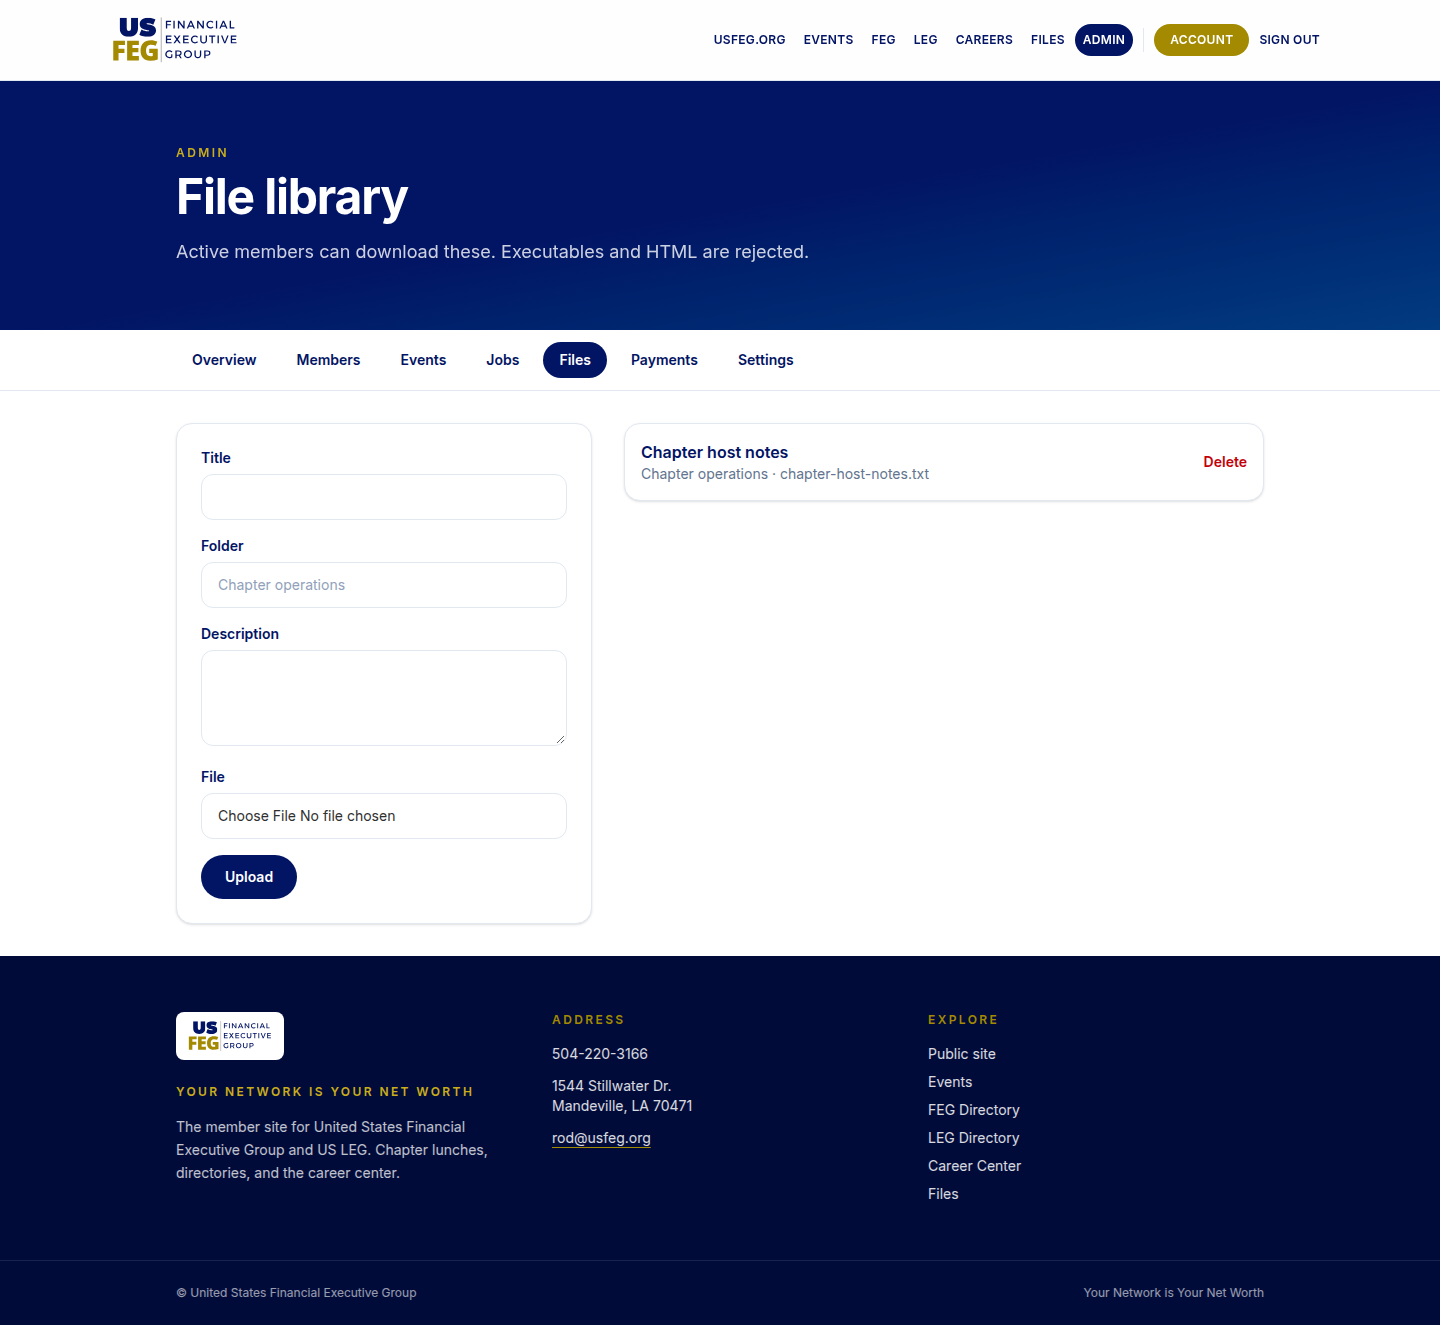 US FINANCIAL
EXECUTIVE
FEG GROUP
USFEG.ORG EVENTS FEG LEG CAREERS FILES ADMIN ACCOUNT SIGN OUT
ADMIN
File library
Active members can download these. Executables and HTML are rejected.
Overview Members Events Jobs Files Payments Settings
Title
Folder
Chapter operations
Description
File
Choose File No file chosen
Upload
Chapter host notes
Chapter operations · chapter-host-notes.txt
Delete
US FINANCIAL
EXECUTIVE
FEG GROUP
YOUR NETWORK IS YOUR NET WORTH
The member site for United States Financial
Executive Group and US LEG. Chapter lunches,
directories, and the career center.
ADDRESS
504-220-3166
1544 Stillwater Dr.
Mandeville, LA 70471
rod@usfeg.org
EXPLORE
Public site
Events
FEG Directory
LEG Directory
Career Center
Files
© United States Financial Executive Group
Your Network is Your Net Worth